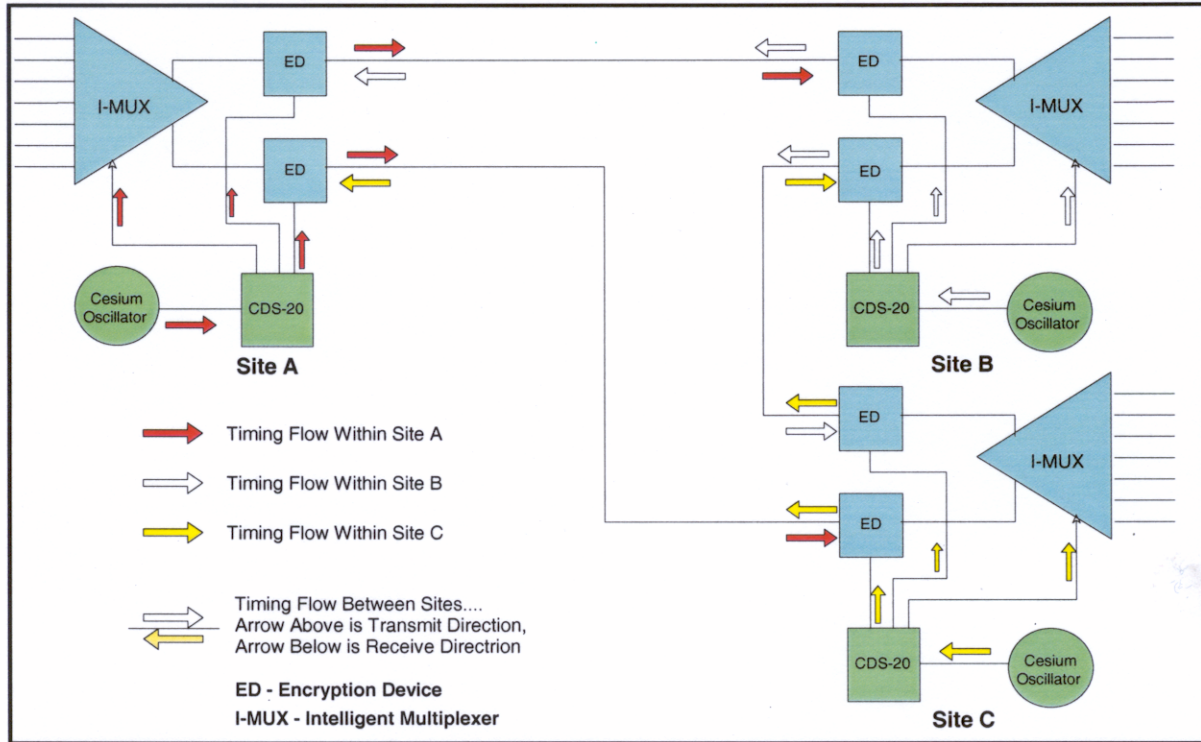 I-MUX
ED
ED
Cesium
Oscillator
CDS-20
Site A
ED
ED
I-MUX
CDS-20
Cesium
Oscillator
Site B
Timing Flow Within Site A
Timing Flow Within Site B
Timing Flow Within Site C
Timing Flow Between Sites....
Arrow Above is Transmit Direction,
Arrow Below is Receive Directrion
ED - Encryption Device
I-MUX - Intelligent Multiplexer
ED
ED
I-MUX
CDS-20
Cesium
Oscillator
Site C